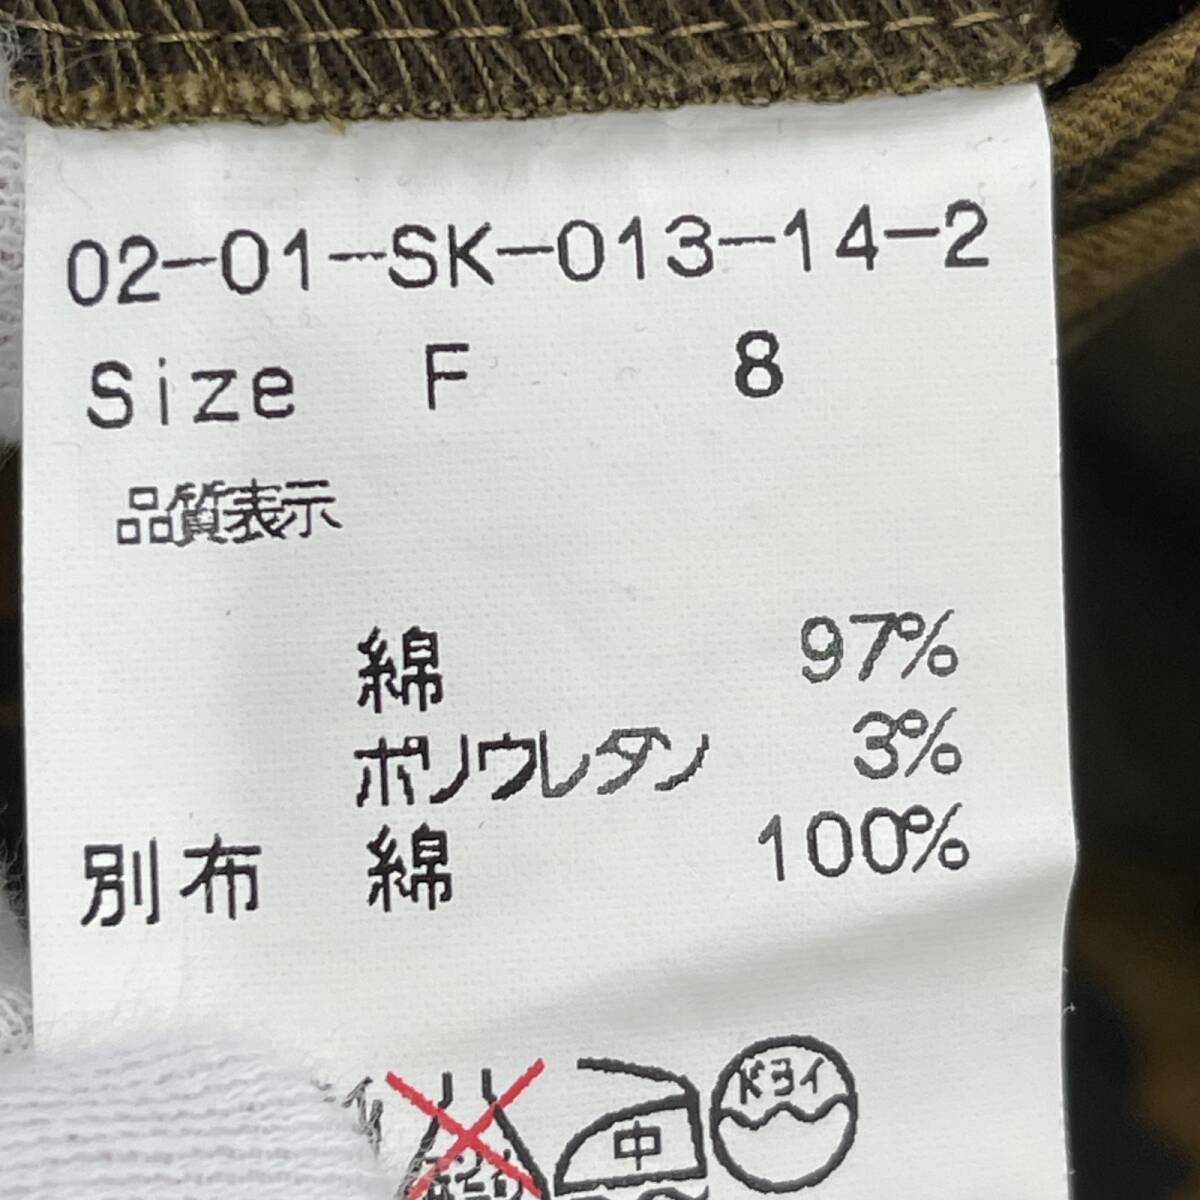 02-01-SK-013-14-2
Size F 8
品質表示
綿 97%
ポリウレタン 3%
別布 綿 100%
中
ドライ